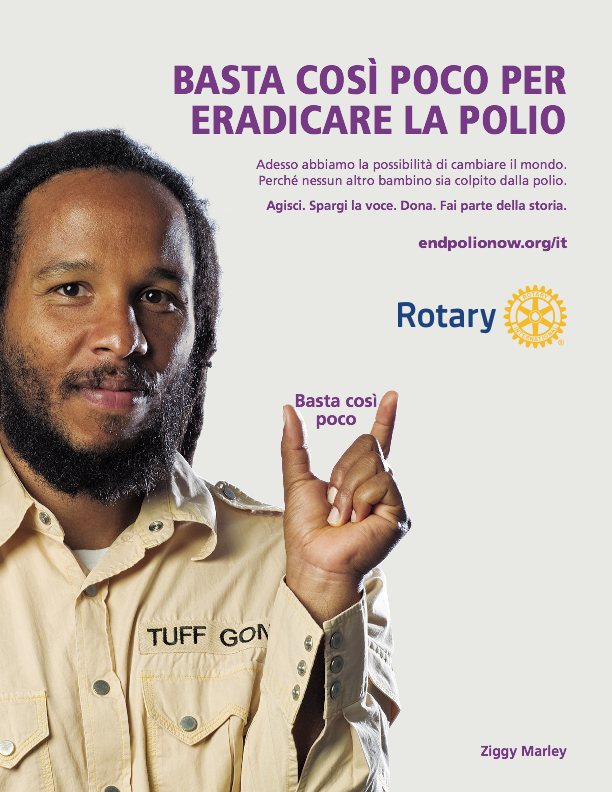 BASTA COSÌ POCO PER
ERADICARE LA POLIO
Adesso abbiamo la possibilità di cambiare il mondo.
Perché nessun altro bambino sia colpito dalla polio.
Agisci. Spargi la voce. Dona. Fai parte della storia.
endpolionow.org/it
Rotary
ROTARY
INTERNATIONAL
®
Basta così
poco
TUFF GON
Ziggy Marley